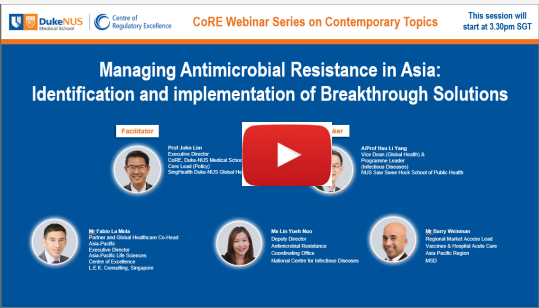 DukeNUS
Medical School
Centre of
Regulatory Excellence
CoRE Webinar Series on Contemporary Topics
This session will
start at 3.30pm SGT
Managing Antimicrobial Resistance in Asia:
Identification and implementation of Breakthrough Solutions
Facilitator
Prof John Lim
Executive Director
CoRE, Duke-NUS Medical School
Core Lead (Policy)
SingHealth Duke-NUS Global
A/Prof Hsu Li Yang
Vice Dean (Global Health) &
Programme Leader
(Infectious Diseases)
NUS Saw Swee Hock School of Public Health
Mr Fabio La Mola
Partner and Global Healthcare Co-Head
Asia-Pacific
Executive Director
Asia-Pacific Life Sciences
Centre of Excellence
L.E.K. Consulting, Singapore
Ms Lin Yueh Nuo
Deputy Director
Antimicrobial Resistance
Coordinating Office
National Centre for Infectious Diseases
Mr Barry Weinman
Regional Market Access Lead
Vaccines & Hospital Acute Care
Asia Pacific Region
MSD